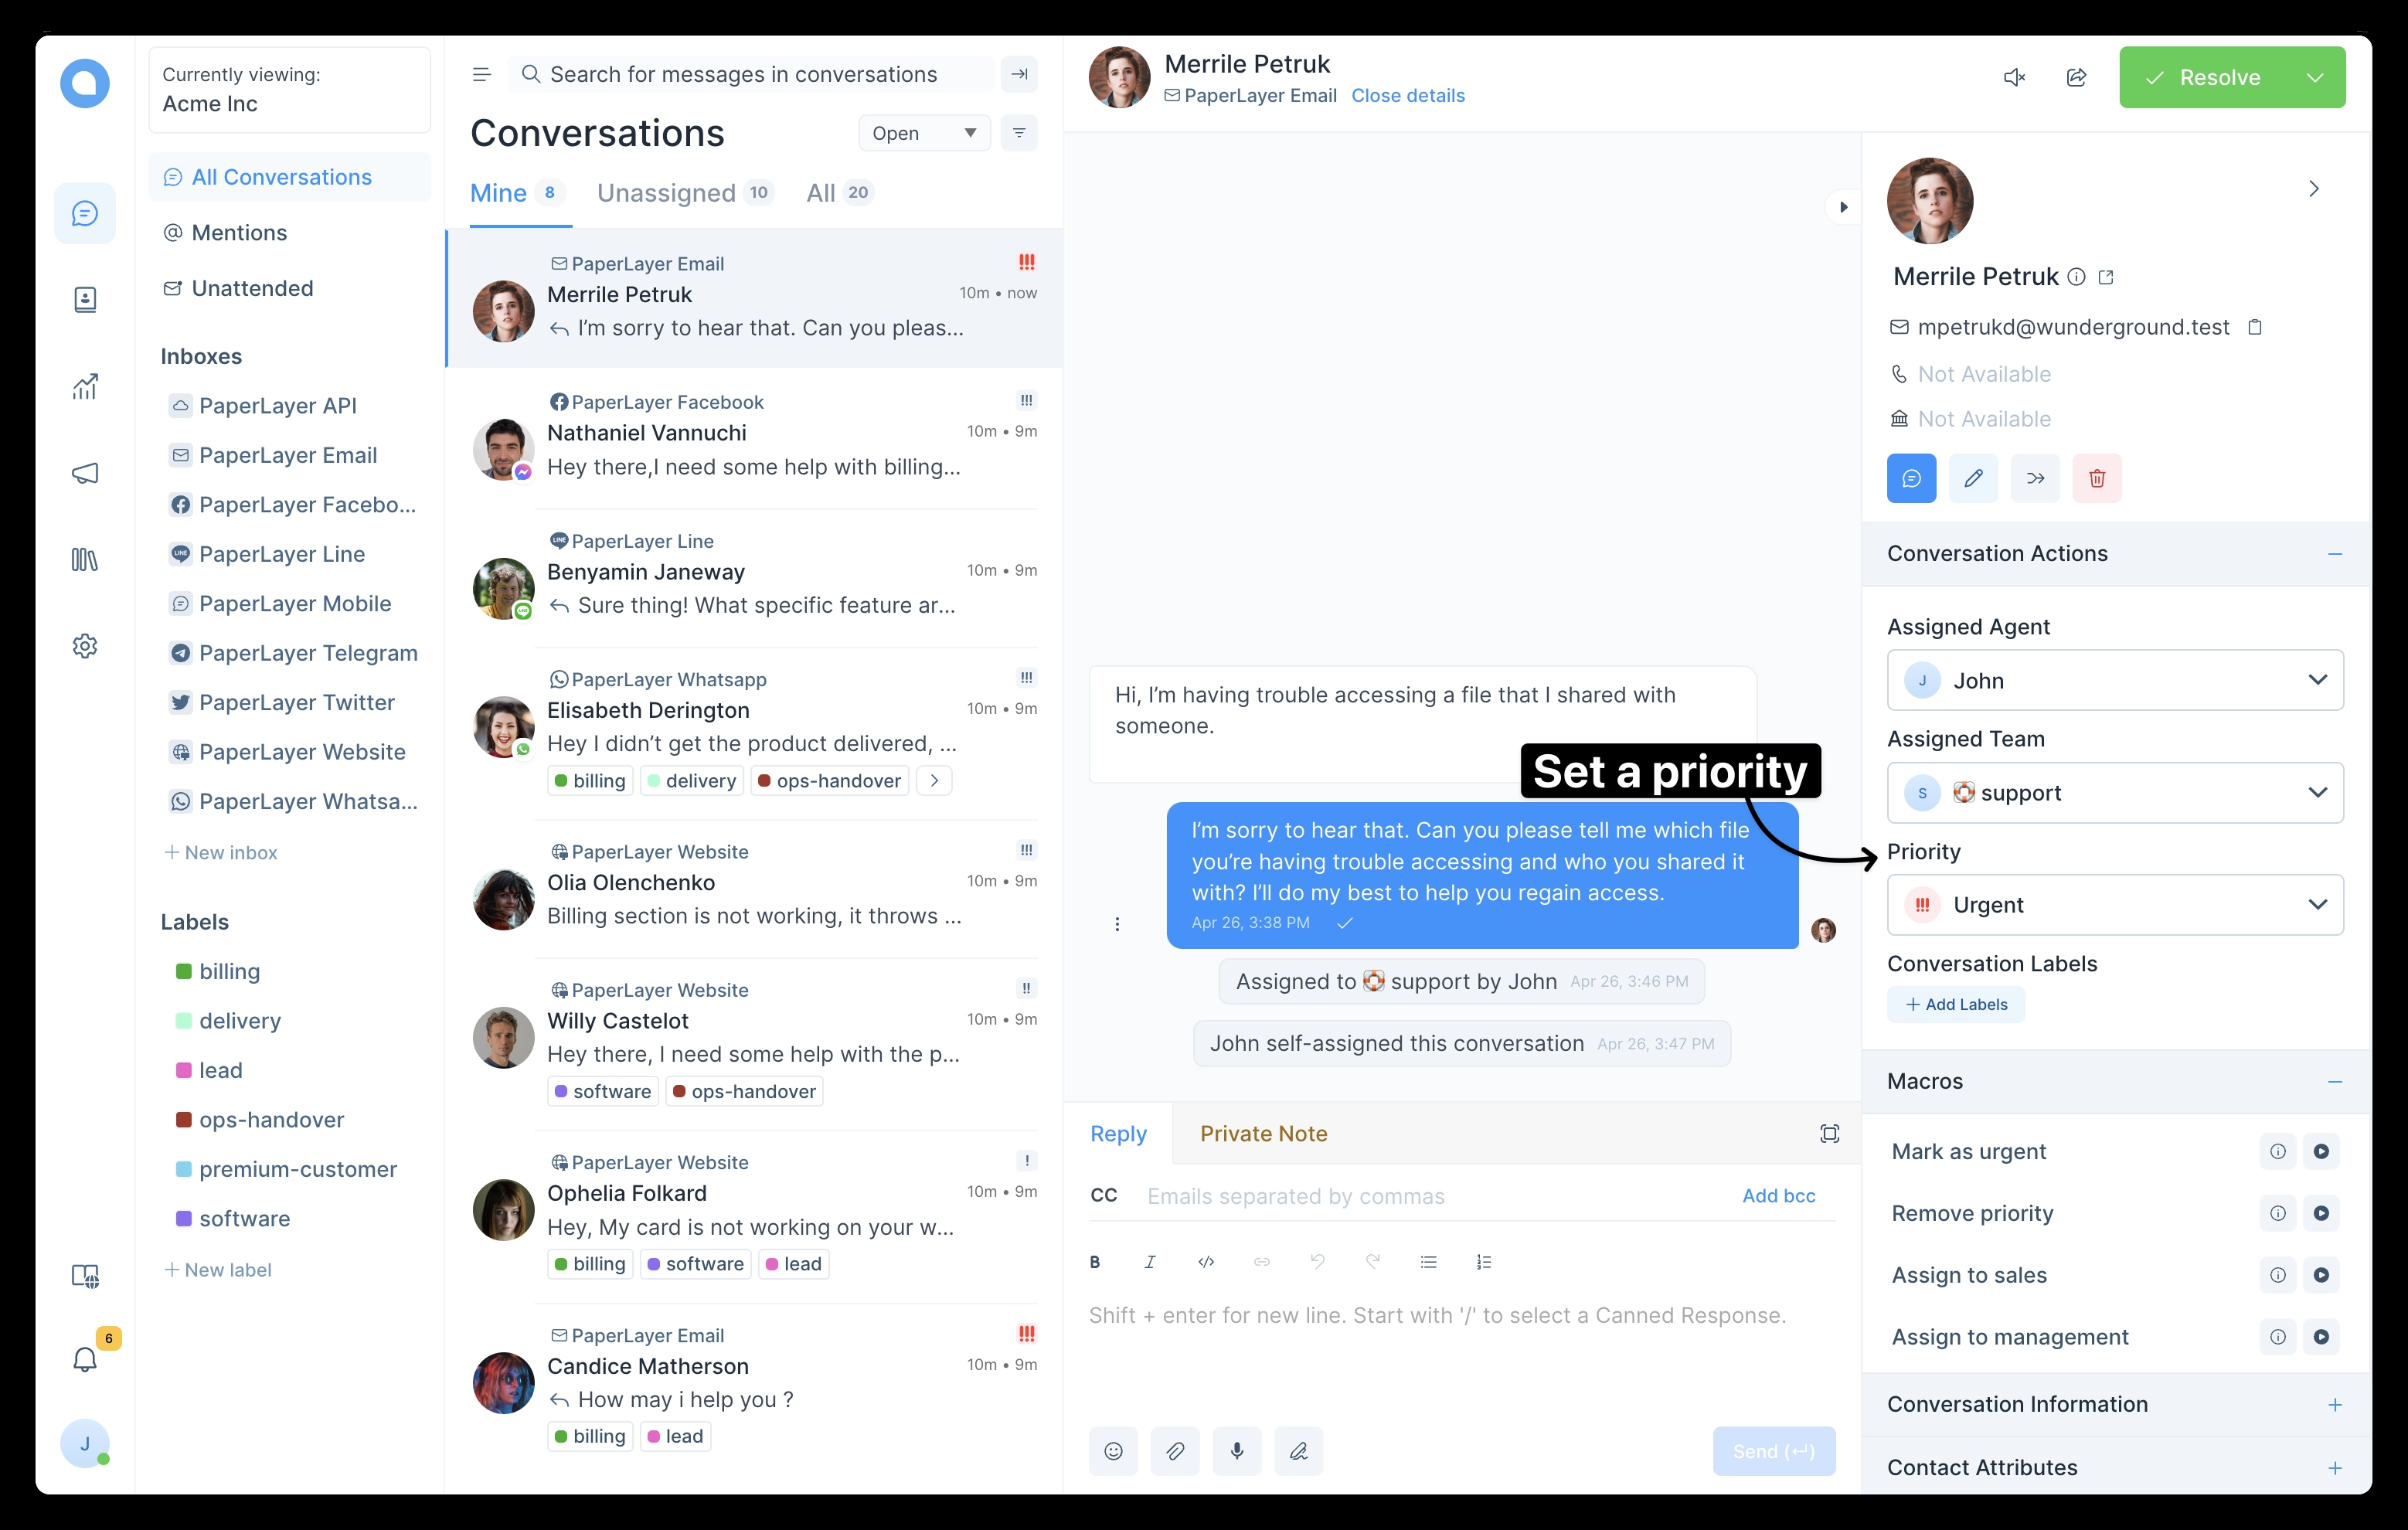 Currently viewing:
Acme Inc
All Conversations
Mentions
Unattended
Inboxes
PaperLayer API
PaperLayer Email
PaperLayer Facebo...
PaperLayer Line
PaperLayer Mobile
PaperLayer Telegram
PaperLayer Twitter
PaperLayer Website
PaperLayer Whatsa...
+ New inbox
Labels
billing
delivery
lead
ops-handover
premium-customer
software
+ New label
6
J
Search for messages in conversations
Conversations
Open
Mine 8 Unassigned 10 All 20
PaperLayer Email !!!
Merrile Petruk 10m • now
I'm sorry to hear that. Can you pleas...
PaperLayer Facebook !!!
Nathaniel Vannuchi 10m • 9m
Hey there,I need some help with billing...
LINE PaperLayer Line
Benyamin Janeway 10m • 9m
Sure thing! What specific feature ar...
PaperLayer Whatsapp !!!
Elisabeth Derington 10m • 9m
Hey I didn't get the product delivered, ...
billing delivery ops-handover
PaperLayer Website !!!
Olia Olenchenko 10m • 9m
Billing section is not working, it throws ...
PaperLayer Website !!
Willy Castelot 10m • 9m
Hey there, I need some help with the p...
software ops-handover
PaperLayer Website !
Ophelia Folkard 10m • 9m
Hey, My card is not working on your w...
billing software lead
PaperLayer Email !!!
Candice Matherson 10m • 9m
How may i help you ?
billing lead
Merrile Petruk
PaperLayer Email Close details
Resolve
Hi, I'm having trouble accessing a file that I shared with
someone.
Set a priority
I'm sorry to hear that. Can you please tell me which file
you're having trouble accessing and who you shared it
with? I'll do my best to help you regain access.
Apr 26, 3:38 PM
Assigned to 🛟 support by John Apr 26, 3:46 PM
John self-assigned this conversation Apr 26, 3:47 PM
Reply Private Note
CC Emails separated by commas Add bcc
B I </>
Shift + enter for new line. Start with '/' to select a Canned Response.
Send (↵)
Merrile Petruk
mpetrukd@wunderground.test
Not Available
Not Available
Conversation Actions
Assigned Agent
J John
Assigned Team
S 🛟 support
Priority
!!! Urgent
Conversation Labels
+ Add Labels
Macros
Mark as urgent
Remove priority
Assign to sales
Assign to management
Conversation Information +
Contact Attributes +